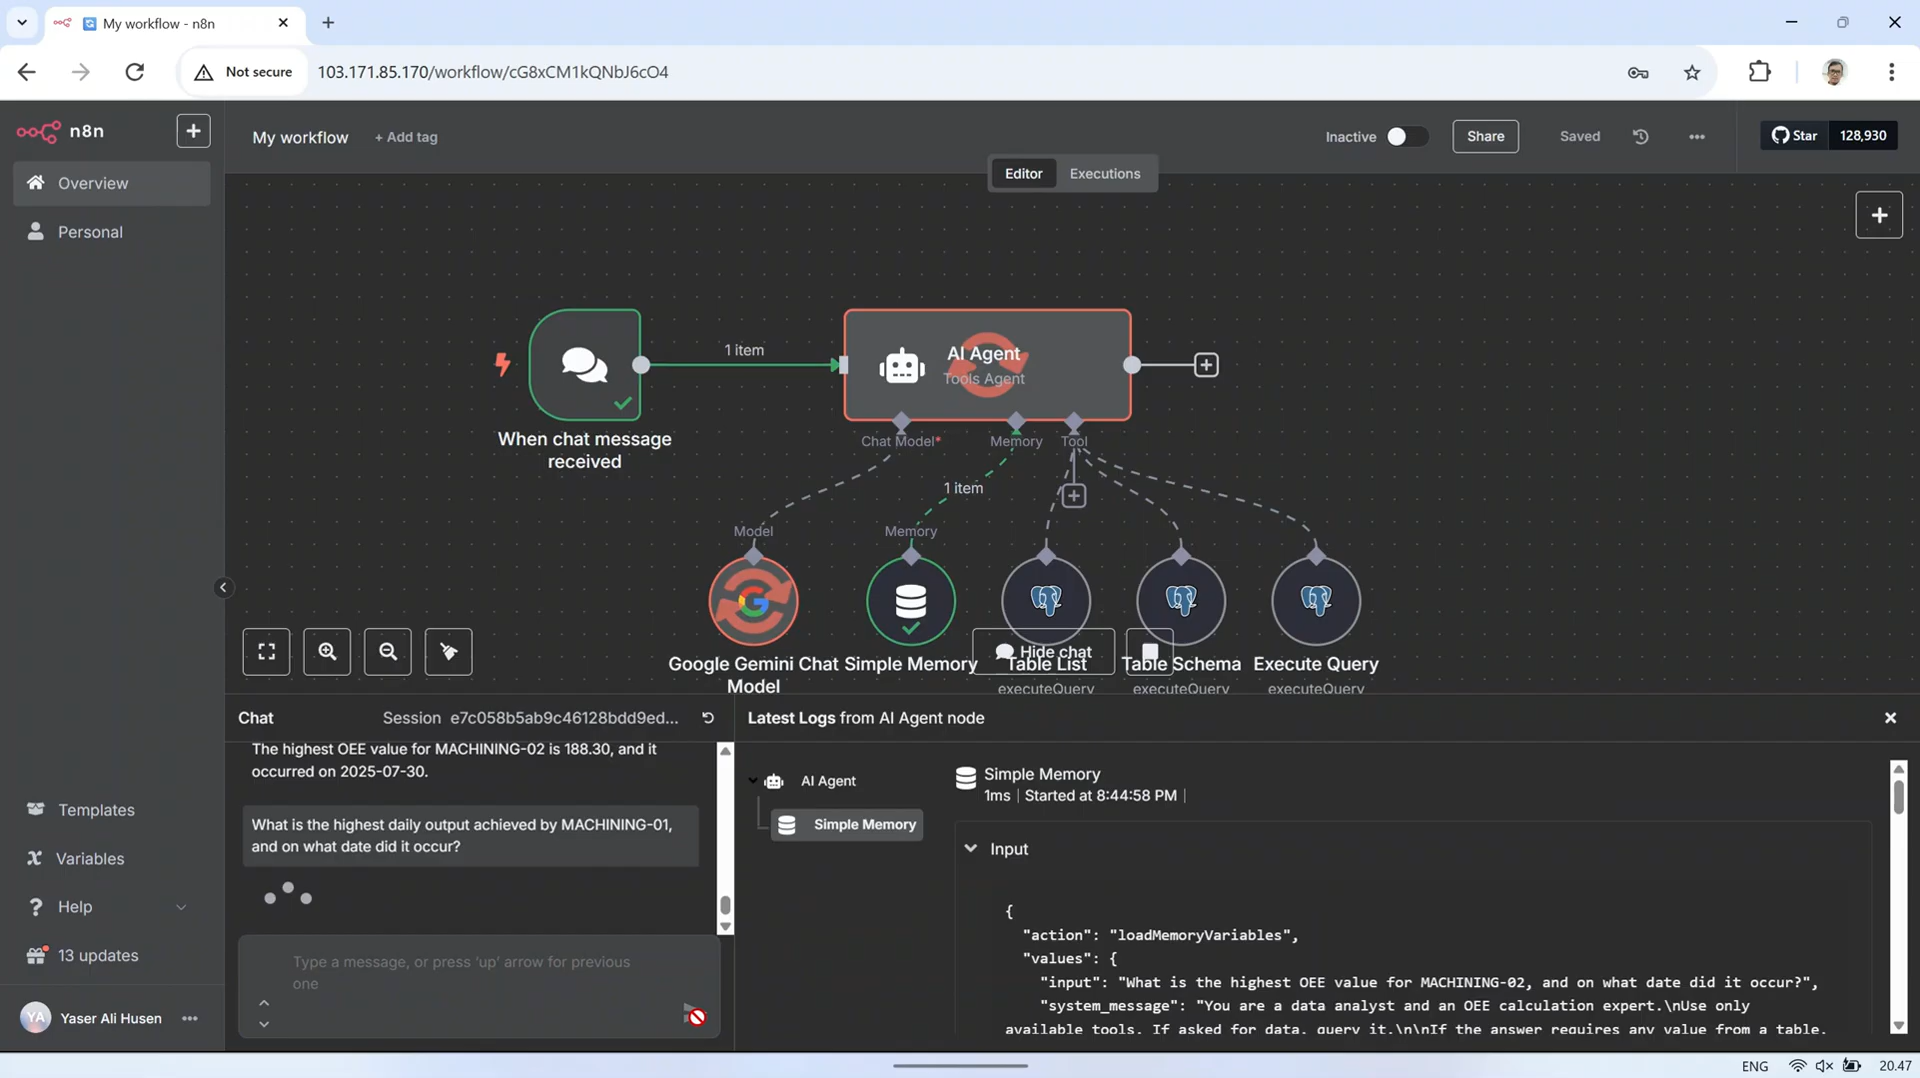 My workflow - n8n
Not secure
103.171.85.170/workflow/cG8xCM1kQNbJ6cO4
n8n
Overview
Personal
Templates
Variables
Help
13 updates
YA
Yaser Ali Husen
My workflow
+ Add tag
Inactive
Share
Saved
Star
128,930
Editor
Executions
1 item
AI Agent
Tools Agent
When chat message
received
Chat Model*
Memory
Tool
1 item
Model
Memory
Hide chat
Google Gemini Chat
Model
Simple Memory
Table List
executeQuery
Table Schema
executeQuery
Execute Query
executeQuery
Chat
Session e7c058b5ab9c46128bdd9ed...
The highest OEE value for MACHINING-02 is 188.30, and it
occurred on 2025-07-30.
What is the highest daily output achieved by MACHINING-01,
and on what date did it occur?
Type a message, or press 'up' arrow for previous
one
Latest Logs from AI Agent node
AI Agent
Simple Memory
Simple Memory
1ms | Started at 8:44:58 PM |
Input
{
"action": "loadMemoryVariables",
"values": {
"input": "What is the highest OEE value for MACHINING-02, and on what date did it occur?",
"system_message": "You are a data analyst and an OEE calculation expert.\nUse only
available tools. If asked for data, query it.\n\nIf the answer requires any value from a table,
ENG
20.47